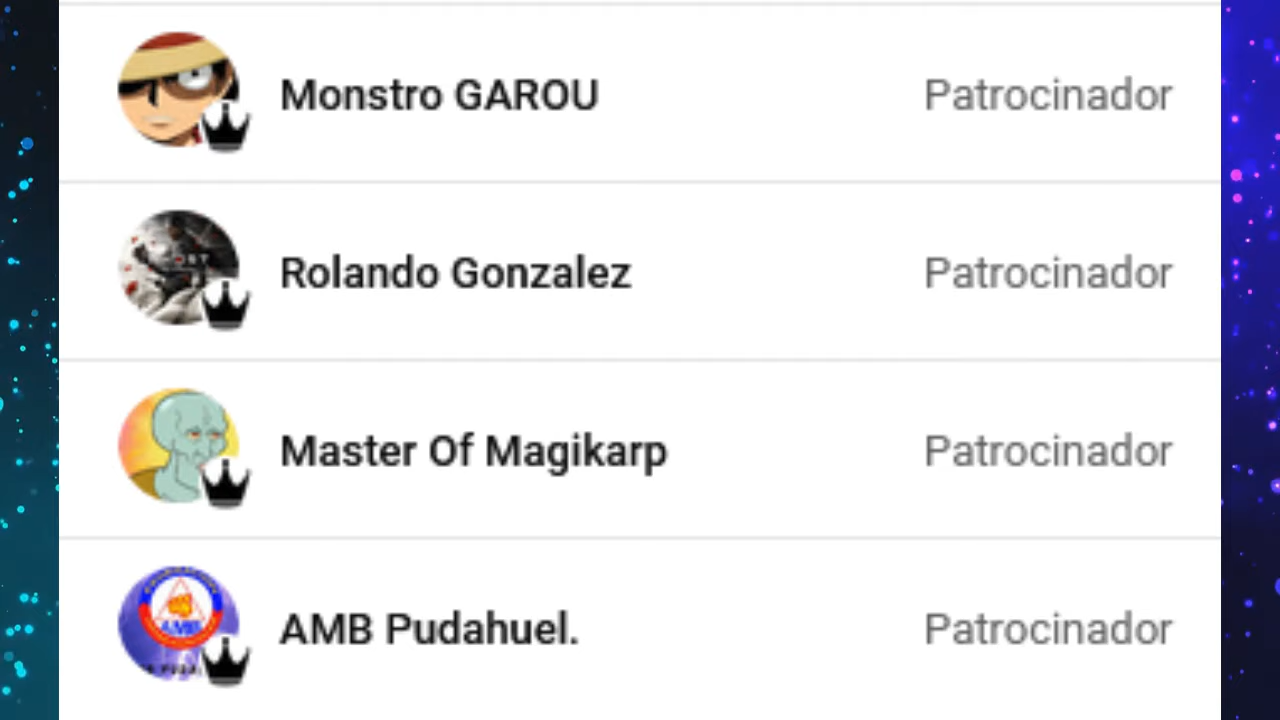 Monstro GAROU Patrocinador
Rolando Gonzalez Patrocinador
Master Of Magikarp Patrocinador
AMB Pudahuel. Patrocinador